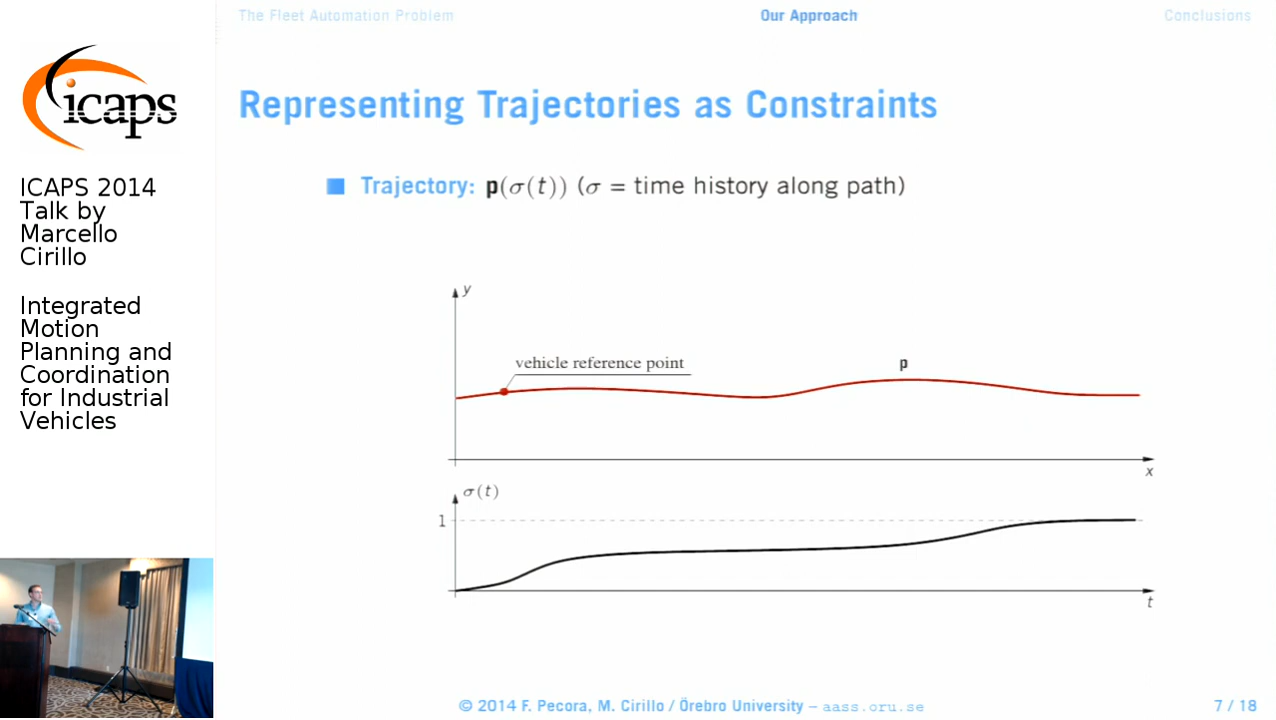 The Fleet Automation Problem
Our Approach
Conclusions
icaps
ICAPS 2014
Talk by
Marcello
Cirillo
Integrated
Motion
Planning and
Coordination
for Industrial
Vehicles
Representing Trajectories as Constraints
Trajectory: p(σ(t)) (σ = time history along path)
y
vehicle reference point
p
x
σ(t)
1
t
© 2014 F. Pecora, M. Cirillo / Örebro University – aass.oru.se
7 / 18